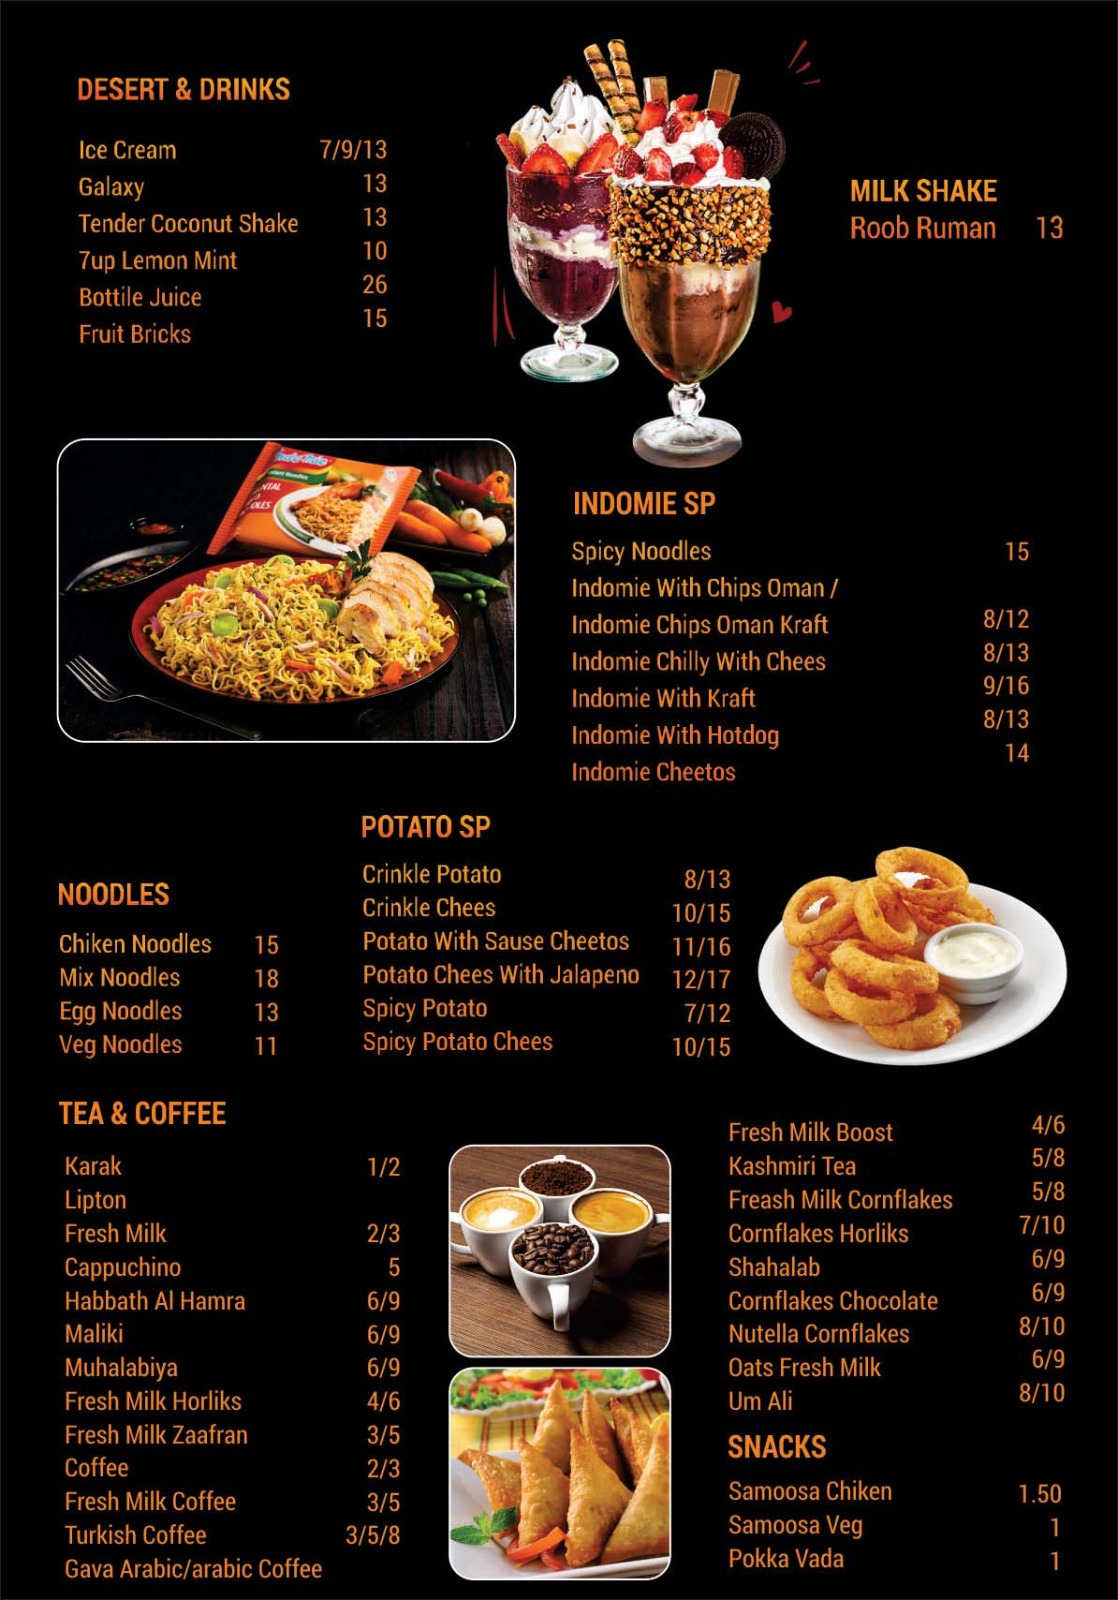 DESERT & DRINKS
Ice Cream 7/9/13
Galaxy 13
Tender Coconut Shake 13
7up Lemon Mint 10
Bottile Juice 26
Fruit Bricks 15
MILK SHAKE
Roob Ruman 13
INDOMIE SP
Spicy Noodles 15
Indomie With Chips Oman /
Indomie Chips Oman Kraft 8/12
Indomie Chilly With Chees 8/13
Indomie With Kraft 9/16
Indomie With Hotdog 8/13
Indomie Cheetos 14
POTATO SP
Crinkle Potato 8/13
Crinkle Chees 10/15
Potato With Sause Cheetos 11/16
Potato Chees With Jalapeno 12/17
Spicy Potato 7/12
Spicy Potato Chees 10/15
NOODLES
Chiken Noodles 15
Mix Noodles 18
Egg Noodles 13
Veg Noodles 11
TEA & COFFEE
Karak 1/2
Lipton
Fresh Milk 2/3
Cappuchino 5
Habbath Al Hamra 6/9
Maliki 6/9
Muhalabiya 6/9
Fresh Milk Horliks 4/6
Fresh Milk Zaafran 3/5
Coffee 2/3
Fresh Milk Coffee 3/5
Turkish Coffee 3/5/8
Gava Arabic/arabic Coffee
Fresh Milk Boost 4/6
Kashmiri Tea 5/8
Freash Milk Cornflakes 5/8
Cornflakes Horliks 7/10
Shahalab 6/9
Cornflakes Chocolate 6/9
Nutella Cornflakes 8/10
Oats Fresh Milk 6/9
Um Ali 8/10
SNACKS
Samoosa Chiken 1.50
Samoosa Veg 1
Pokka Vada 1